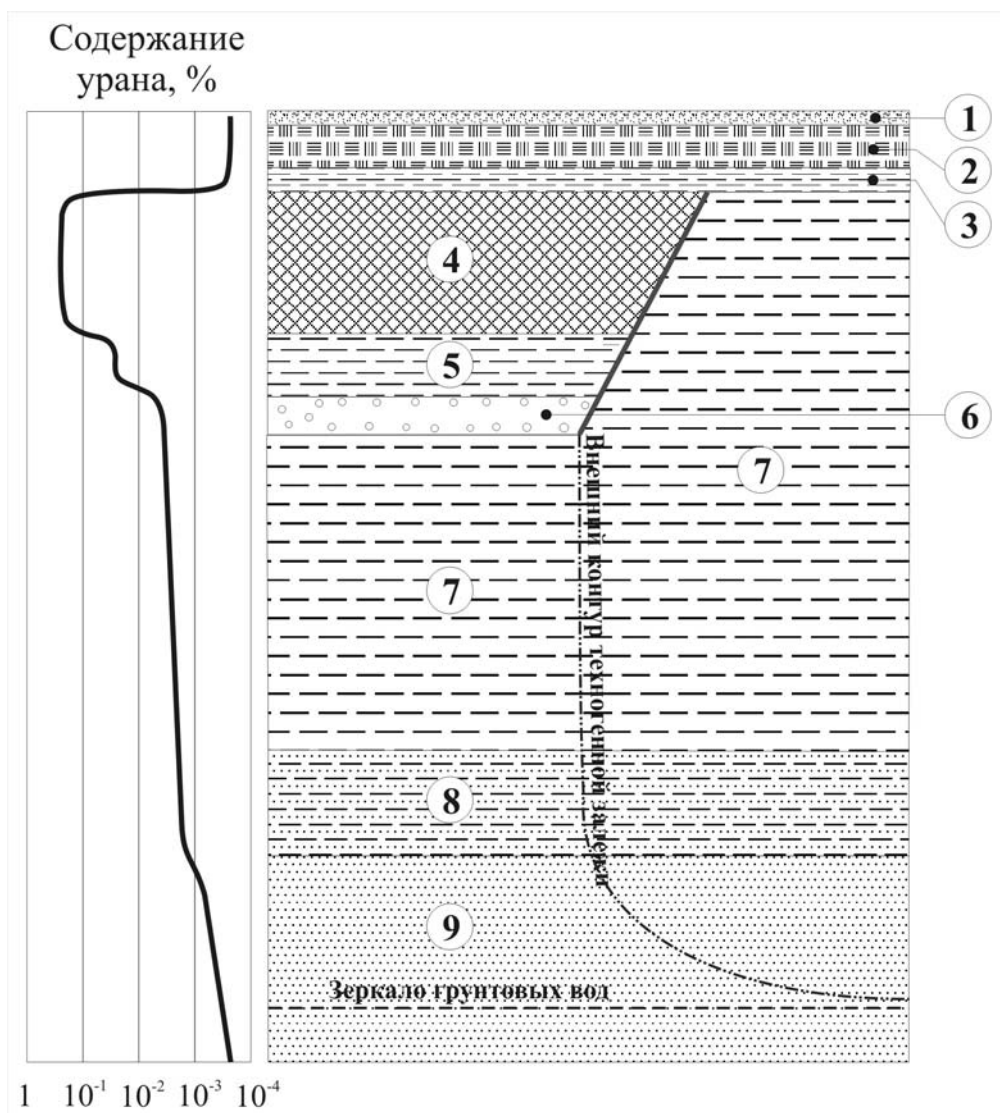 Содержание
урана, %
1
2
3
4
5
6
7
7
8
9
Внешний контур техногенной залежи
Зеркало грунтовых вод
1 10⁻¹ 10⁻² 10⁻³ 10⁻⁴